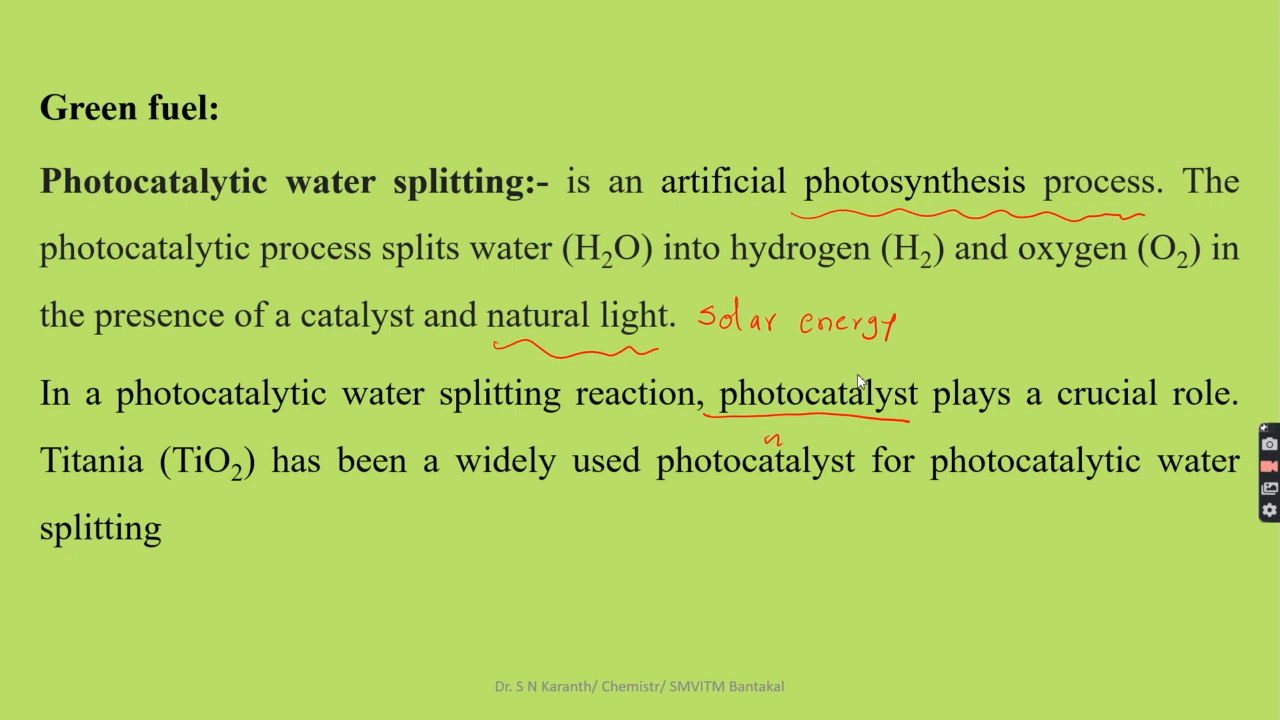 Green fuel:
Photocatalytic water splitting:- is an artificial photosynthesis process. The
photocatalytic process splits water (H₂O) into hydrogen (H₂) and oxygen (O₂) in
the presence of a catalyst and natural light. Solar energy
In a photocatalytic water splitting reaction, photocatalyst plays a crucial role.
Titania (TiO₂) has been a widely used photocatalyst for photocatalytic water
splitting
Dr. S N Karanth/ Chemistr/ SMVITM Bantakal